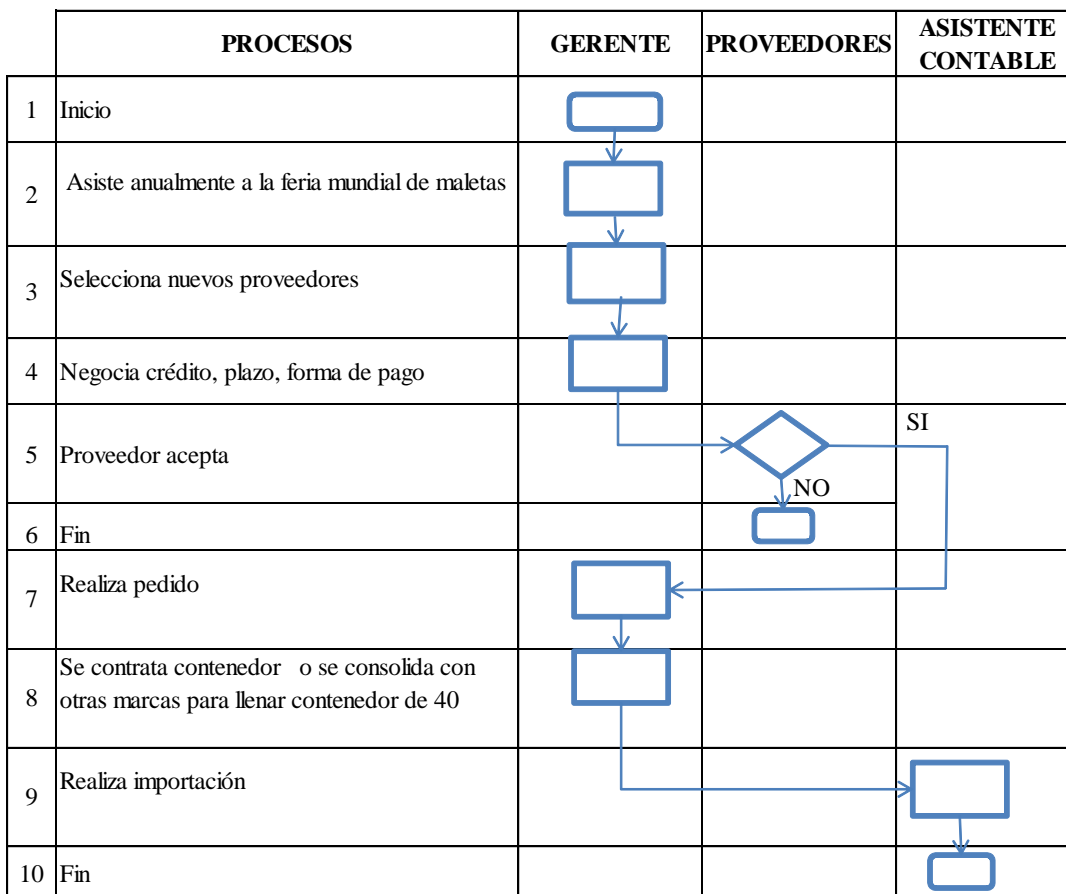 PROCESOS GERENTE PROVEEDORES ASISTENTE CONTABLE
1 Inicio
2 Asiste anualmente a la feria mundial de maletas
3 Selecciona nuevos proveedores
4 Negocia crédito, plazo, forma de pago
5 Proveedor acepta SI
NO
6 Fin
7 Realiza pedido
8 Se contrata contenedor o se consolida con
otras marcas para llenar contenedor de 40
9 Realiza importación
10 Fin